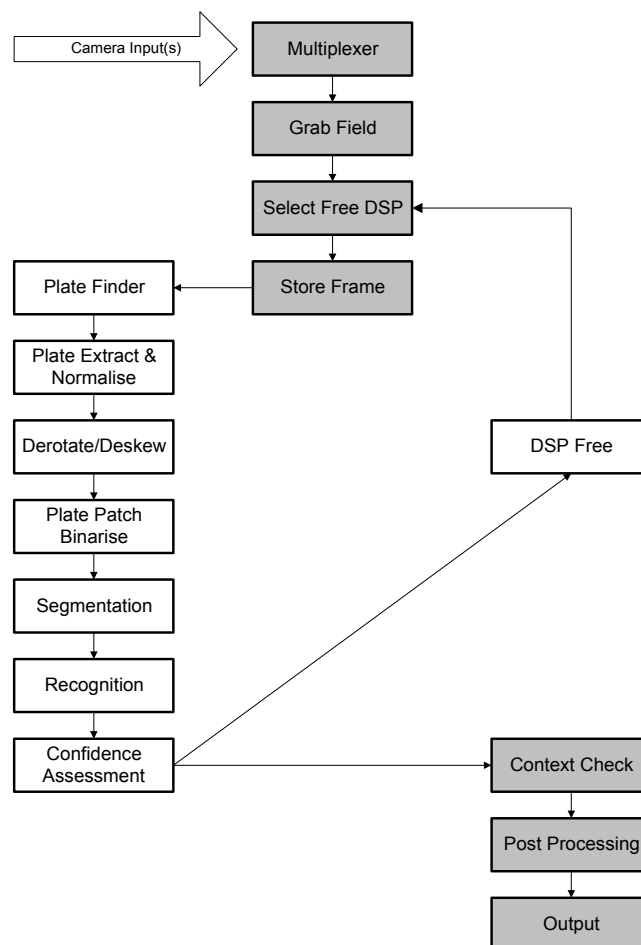 Camera Input(s)
Multiplexer
Grab Field
Select Free DSP
Store Frame
Plate Finder
Plate Extract &
Normalise
Derotate/Deskew
DSP Free
Plate Patch
Binarise
Segmentation
Recognition
Confidence
Assessment
Context Check
Post Processing
Output